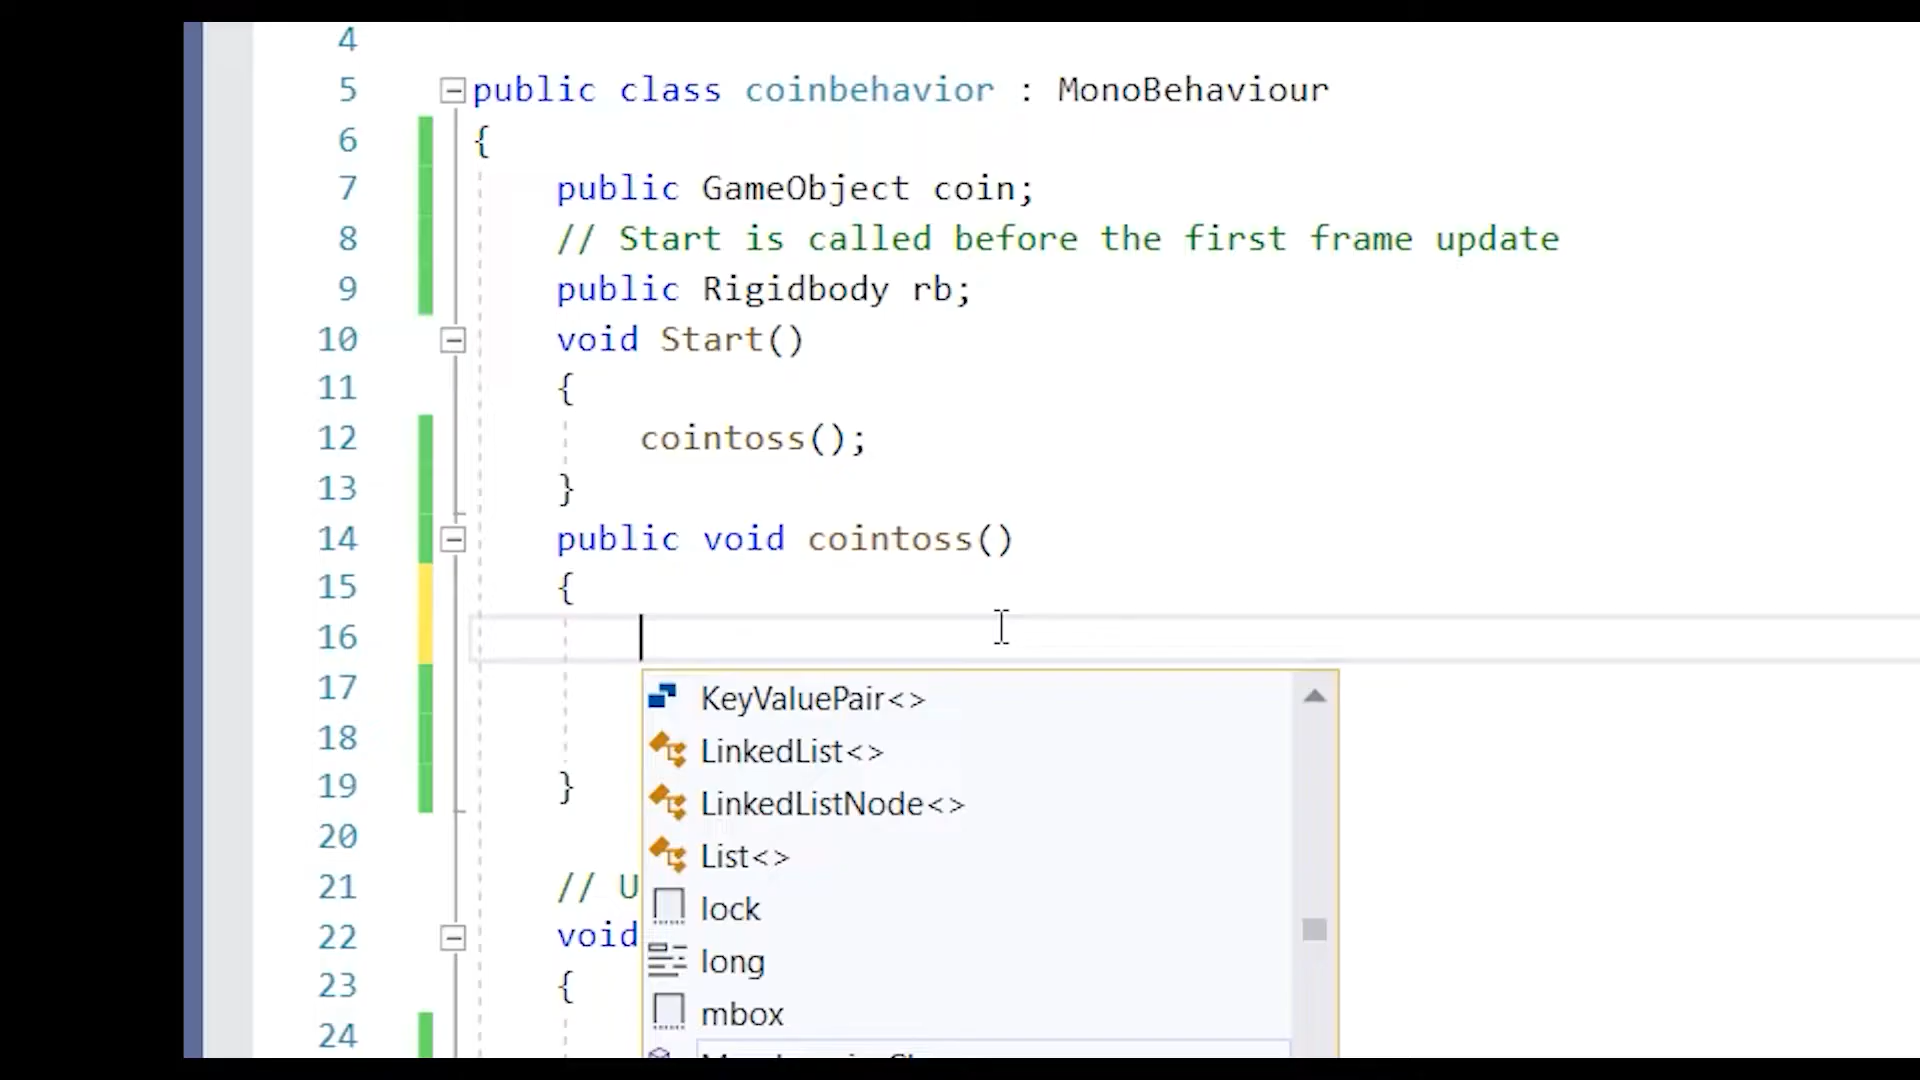 4
5 public class coinbehavior : MonoBehaviour
6 {
7 public GameObject coin;
8 // Start is called before the first frame update
9 public Rigidbody rb;
10 void Start()
11 {
12 cointoss();
13 }
14 public void cointoss()
15 {
16
KeyValuePair<>
17
LinkedList<>
18
LinkedListNode<>
19 }
20
List<>
21 // U
lock
22 void
long
23 {
mbox
24